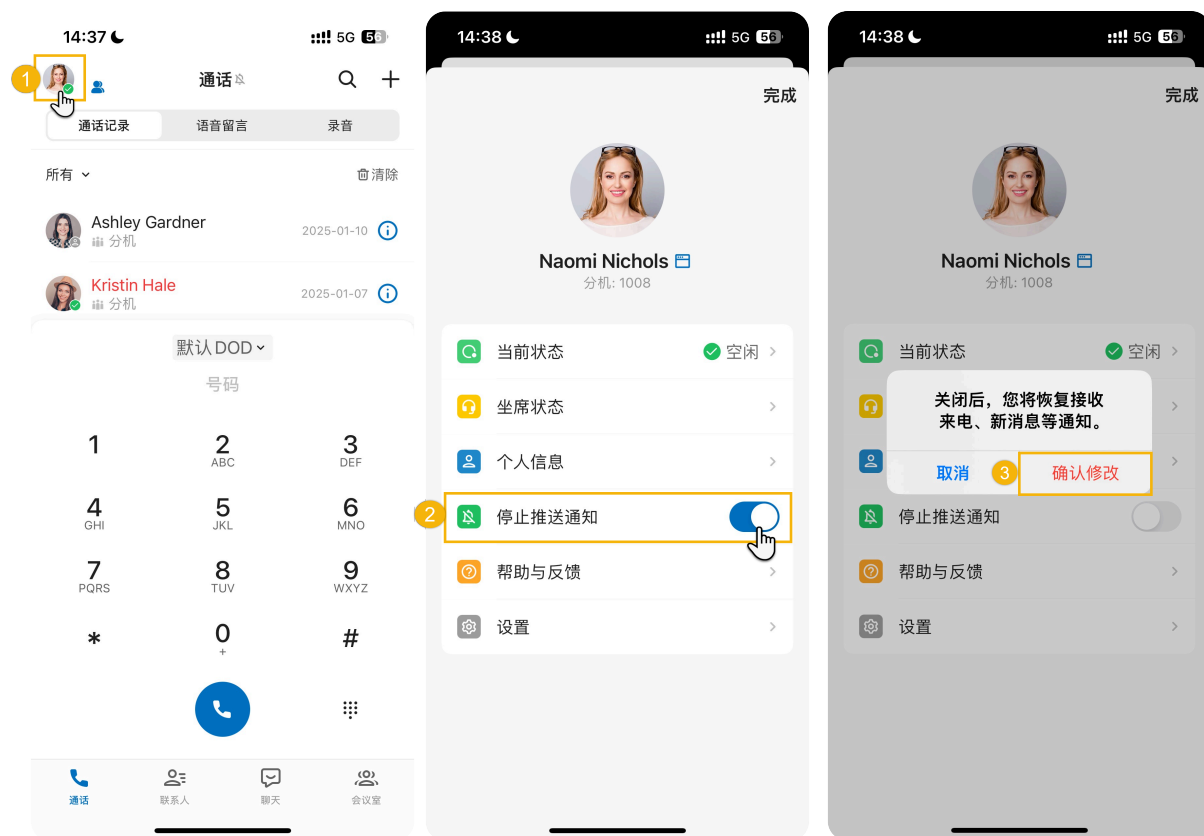 14:37
5G 56
1
通话
通话记录
语音留言
录音
所有
清除
Ashley Gardner
分机
2025-01-10
Kristin Hale
分机
2025-01-07
默认DOD
号码
1
2
ABC
3
DEF
4
GHI
5
JKL
6
MNO
7
PQRS
8
TUV
9
WXYZ
*
0
+
#
通话
联系人
聊天
会议室
14:38
5G 56
完成
Naomi Nichols
分机: 1008
当前状态
空闲
坐席状态
个人信息
2
停止推送通知
帮助与反馈
设置
14:38
5G 56
完成
Naomi Nichols
分机: 1008
当前状态
空闲
关闭后，您将恢复接收
来电、新消息等通知。
取消
3
确认修改
停止推送通知
帮助与反馈
设置